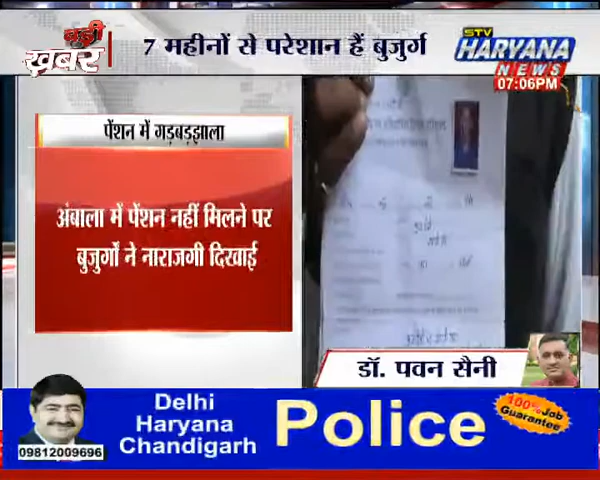 बड़ी
ख़बर
7 महीनों से परेशान हैं बुजुर्ग
STV
HARYANA
NEWS
07:06PM
पेंशन में गड़बड़झाला
अंबाला में पेंशन नहीं मिलने पर
बुजुर्गों ने नाराजगी दिखाई
डॉ. पवन सैनी
09812009696
Delhi
Haryana
Chandigarh
Police
100% Job
Guarantee